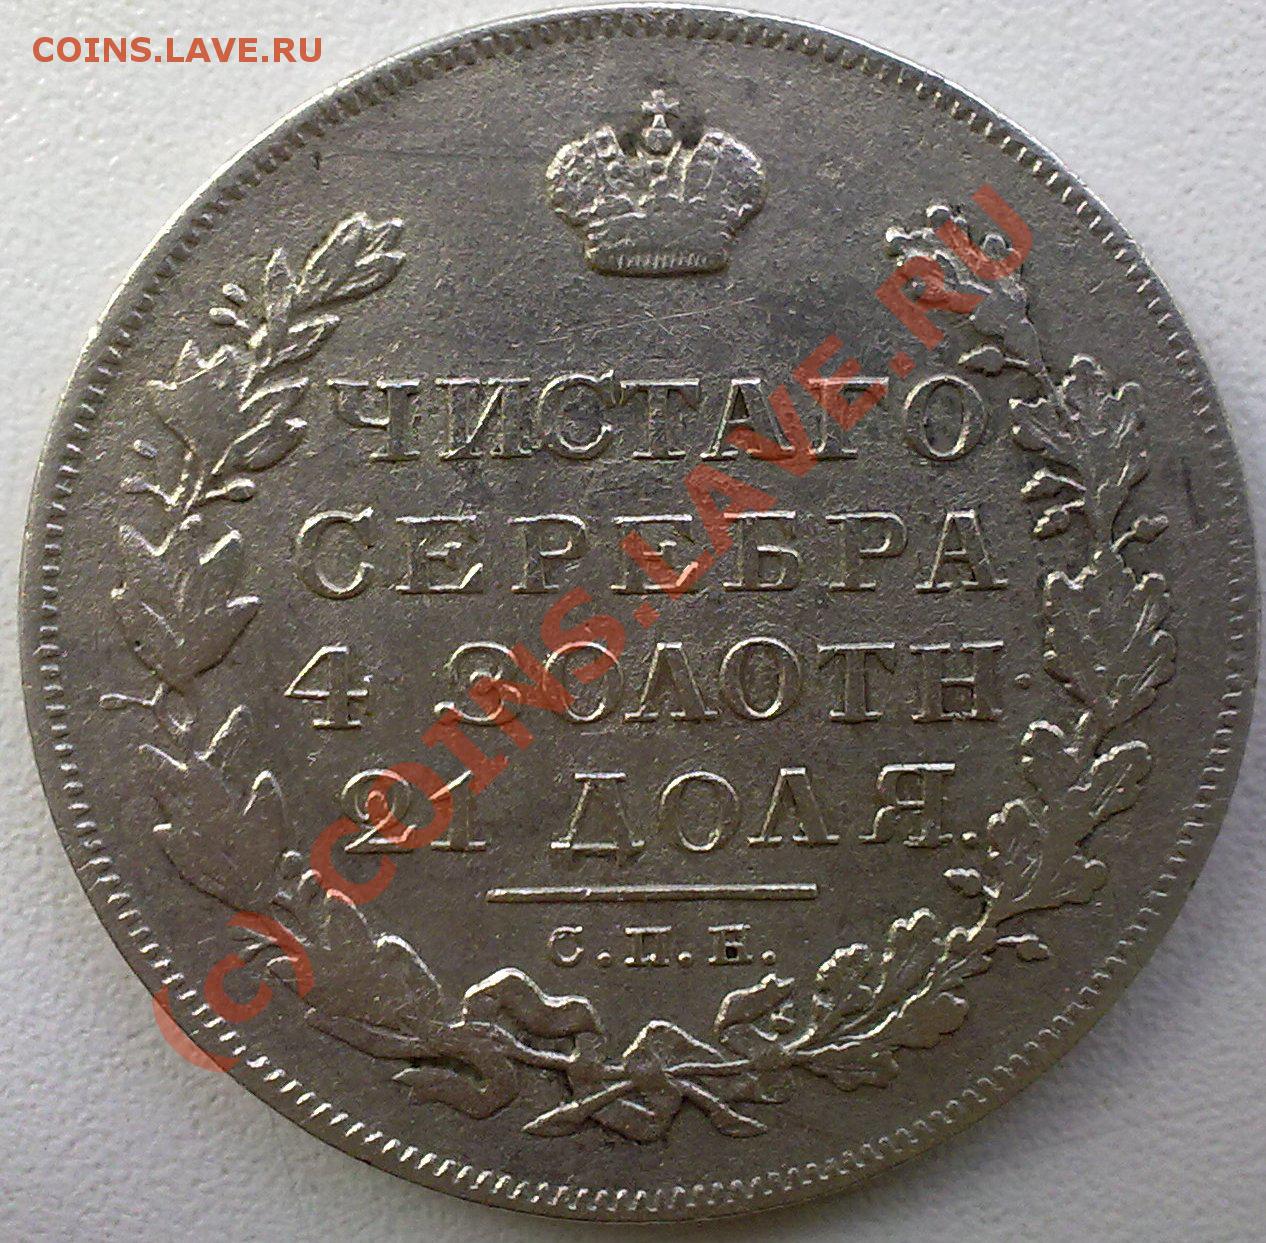 COINS.LAVE.RU
ЧИСТАГО
СЕРЕБРА
4 ЗОЛОТН.
21 ДОЛЯ.
С.П.Б.
(c) COINS.LAVE.RU